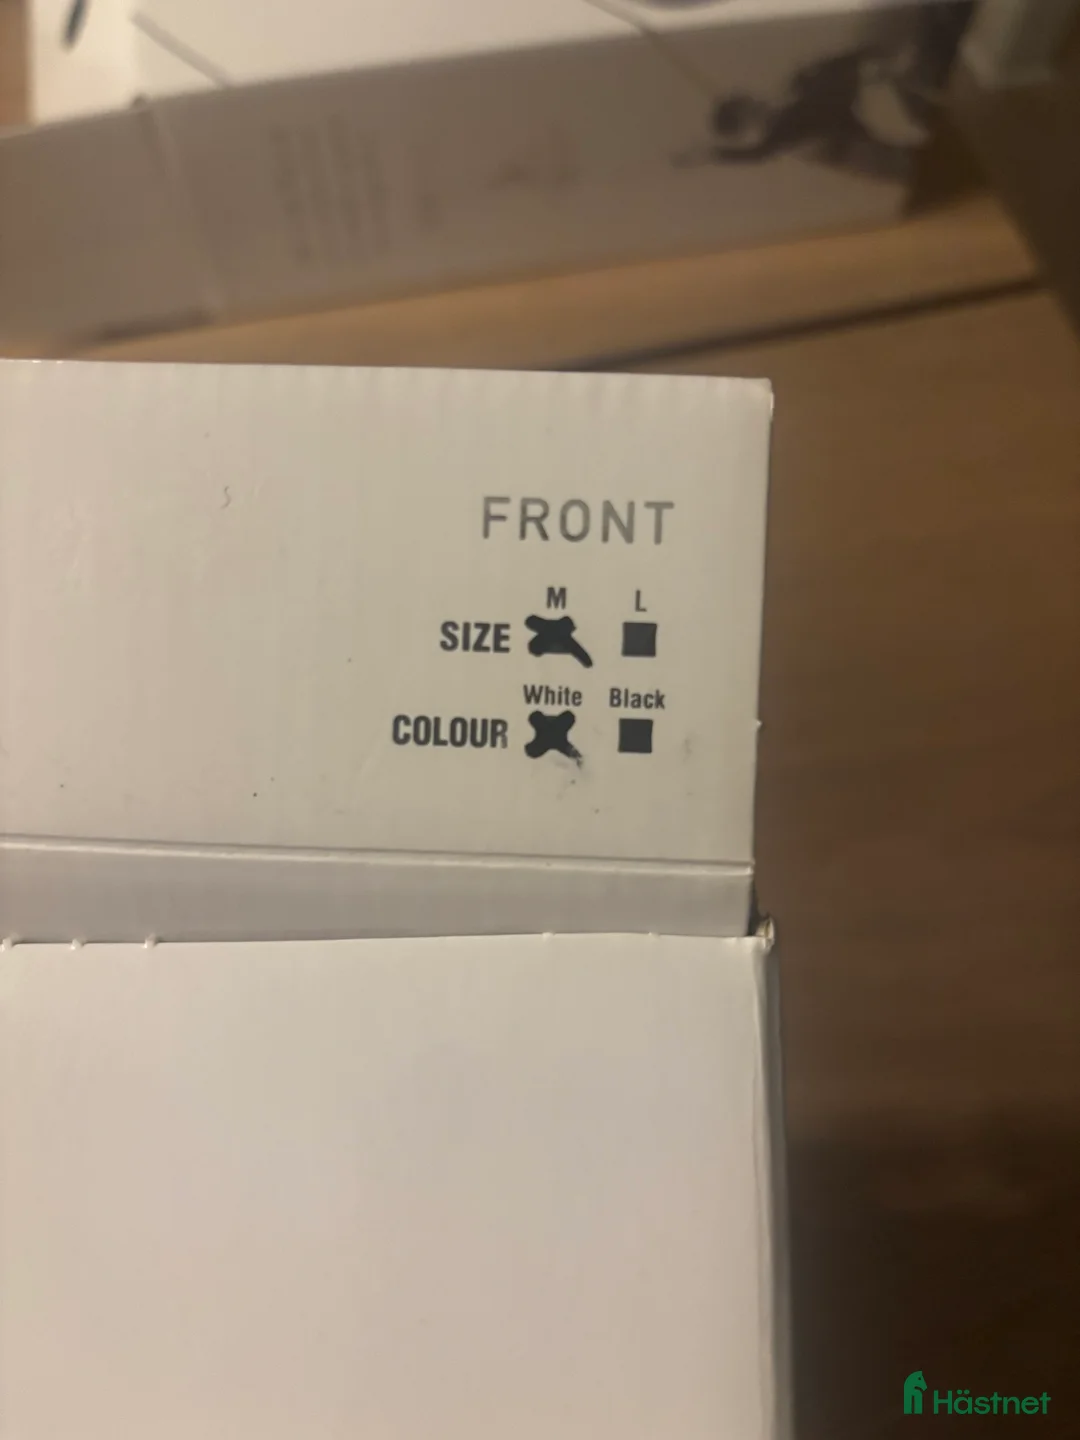 FRONT
M L
SIZE
White Black
COLOUR
Hästnet